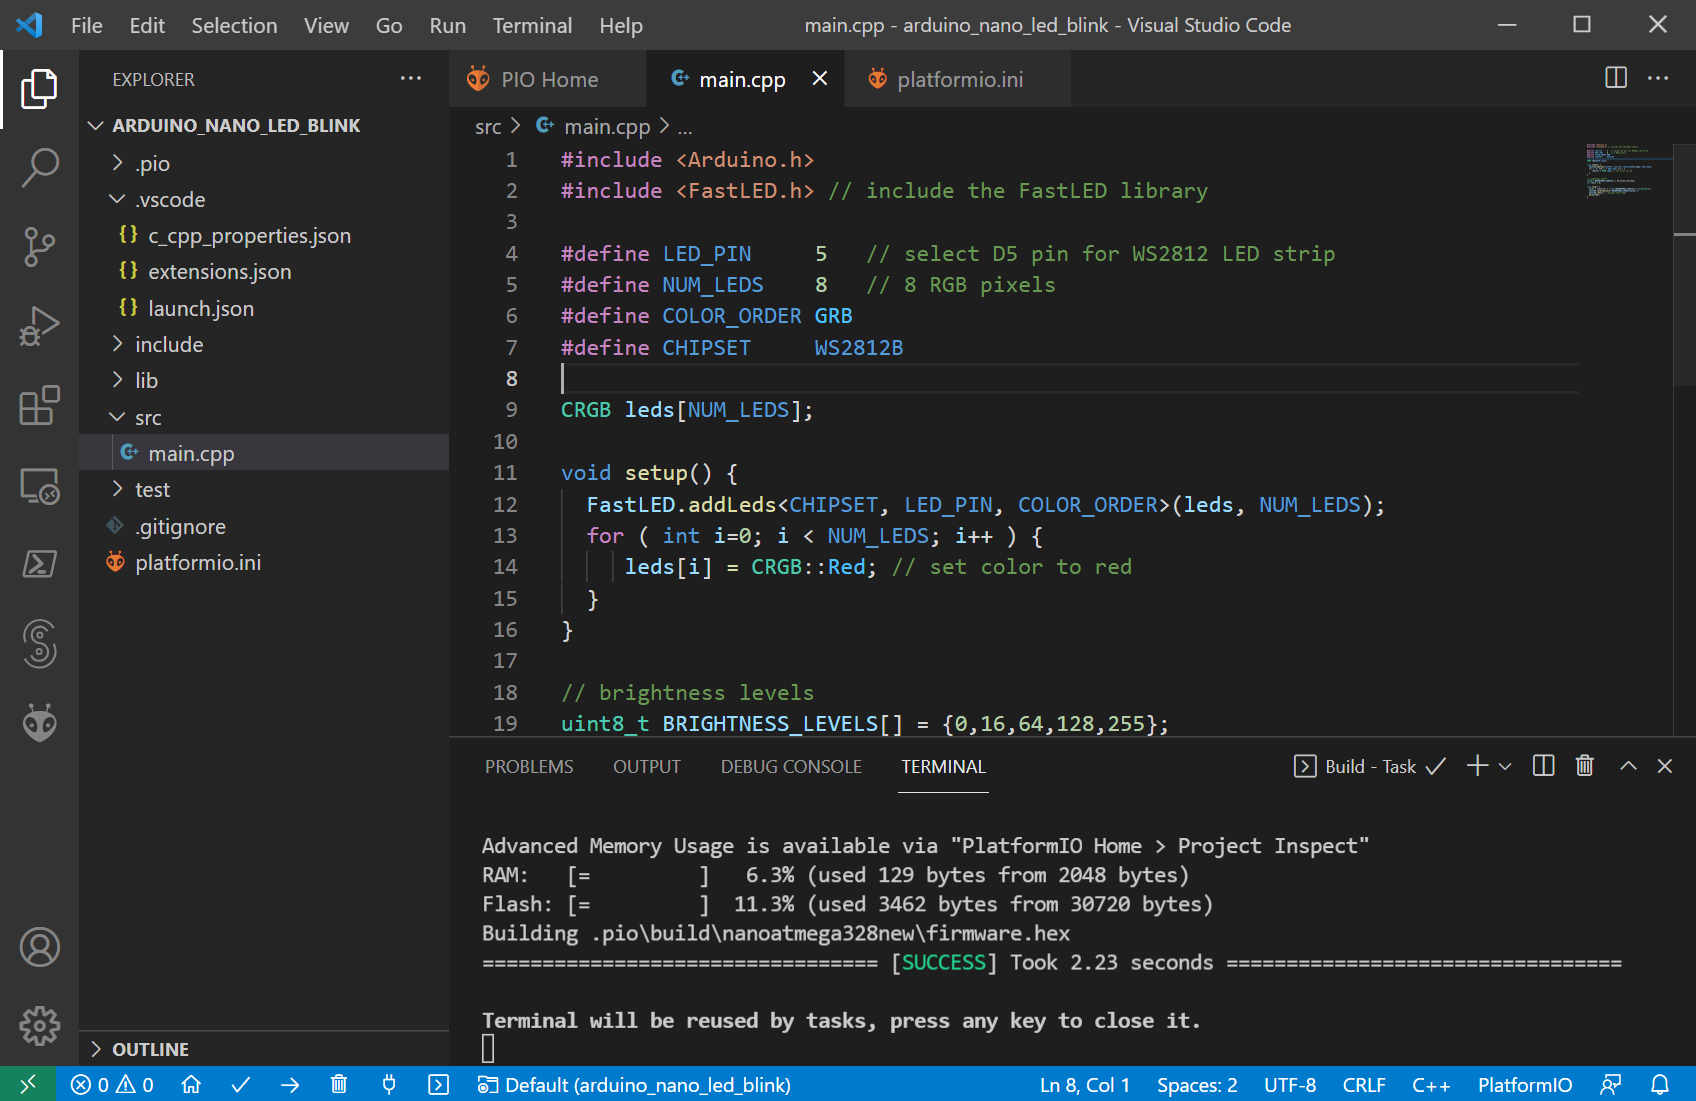 File Edit Selection View Go Run Terminal Help main.cpp - arduino_nano_led_blink - Visual Studio Code
EXPLORER
ARDUINO_NANO_LED_BLINK
.pio
.vscode
{} c_cpp_properties.json
{} extensions.json
{} launch.json
include
lib
src
main.cpp
test
.gitignore
platformio.ini
OUTLINE
PIO Home main.cpp platformio.ini
src > main.cpp > ...
1 #include <Arduino.h>
2 #include <FastLED.h> // include the FastLED library
3
4 #define LED_PIN     5   // select D5 pin for WS2812 LED strip
5 #define NUM_LEDS    8   // 8 RGB pixels
6 #define COLOR_ORDER GRB
7 #define CHIPSET     WS2812B
8
9 CRGB leds[NUM_LEDS];
10
11 void setup() {
12   FastLED.addLeds<CHIPSET, LED_PIN, COLOR_ORDER>(leds, NUM_LEDS);
13   for ( int i=0; i < NUM_LEDS; i++ ) {
14      leds[i] = CRGB::Red; // set color to red
15   }
16 }
17
18 // brightness levels
19 uint8_t BRIGHTNESS_LEVELS[] = {0,16,64,128,255};
PROBLEMS OUTPUT DEBUG CONSOLE TERMINAL Build - Task
Advanced Memory Usage is available via "PlatformIO Home > Project Inspect"
RAM:   [=         ]   6.3% (used 129 bytes from 2048 bytes)
Flash: [=         ]  11.3% (used 3462 bytes from 30720 bytes)
Building .pio\build\nanoatmega328new\firmware.hex
================================= [SUCCESS] Took 2.23 seconds =================================
Terminal will be reused by tasks, press any key to close it.
0 0 Default (arduino_nano_led_blink) Ln 8, Col 1 Spaces: 2 UTF-8 CRLF C++ PlatformIO